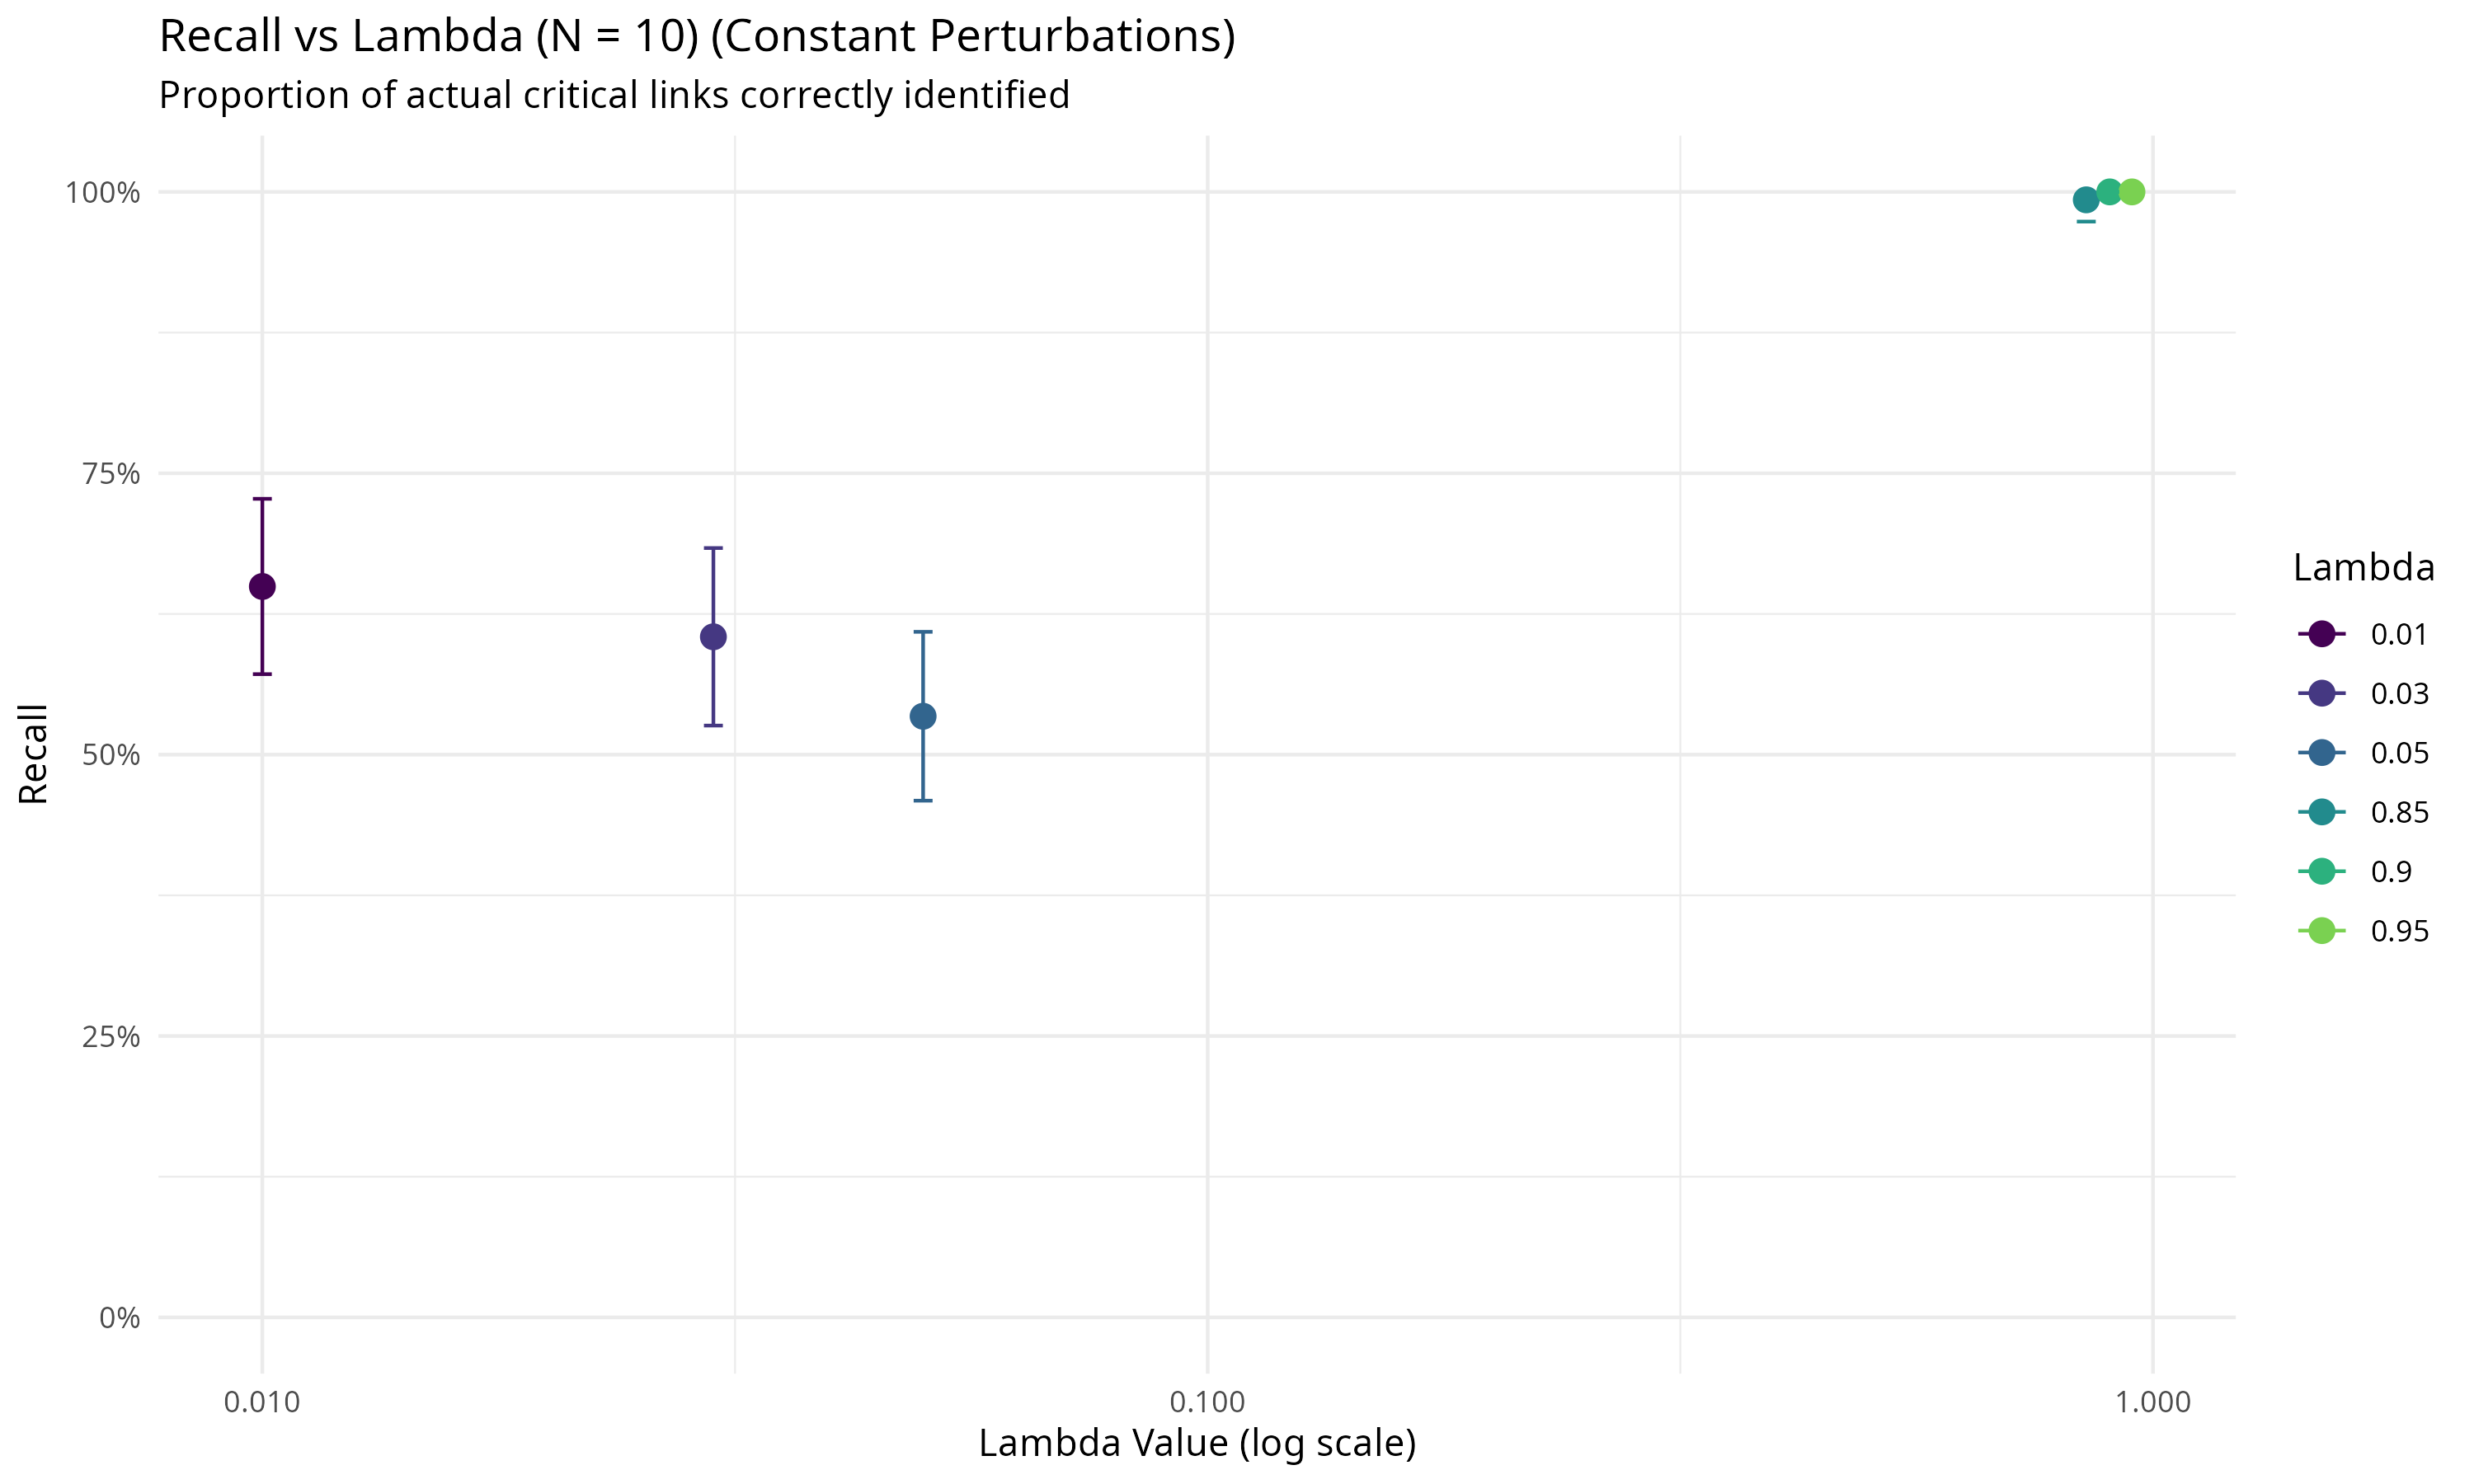 Recall vs Lambda (N = 10) (Constant Perturbations)
Proportion of actual critical links correctly identified
100%
75%
50%
25%
0%
Recall
0.010
0.100
1.000
Lambda Value (log scale)
Lambda
0.01
0.03
0.05
0.85
0.9
0.95